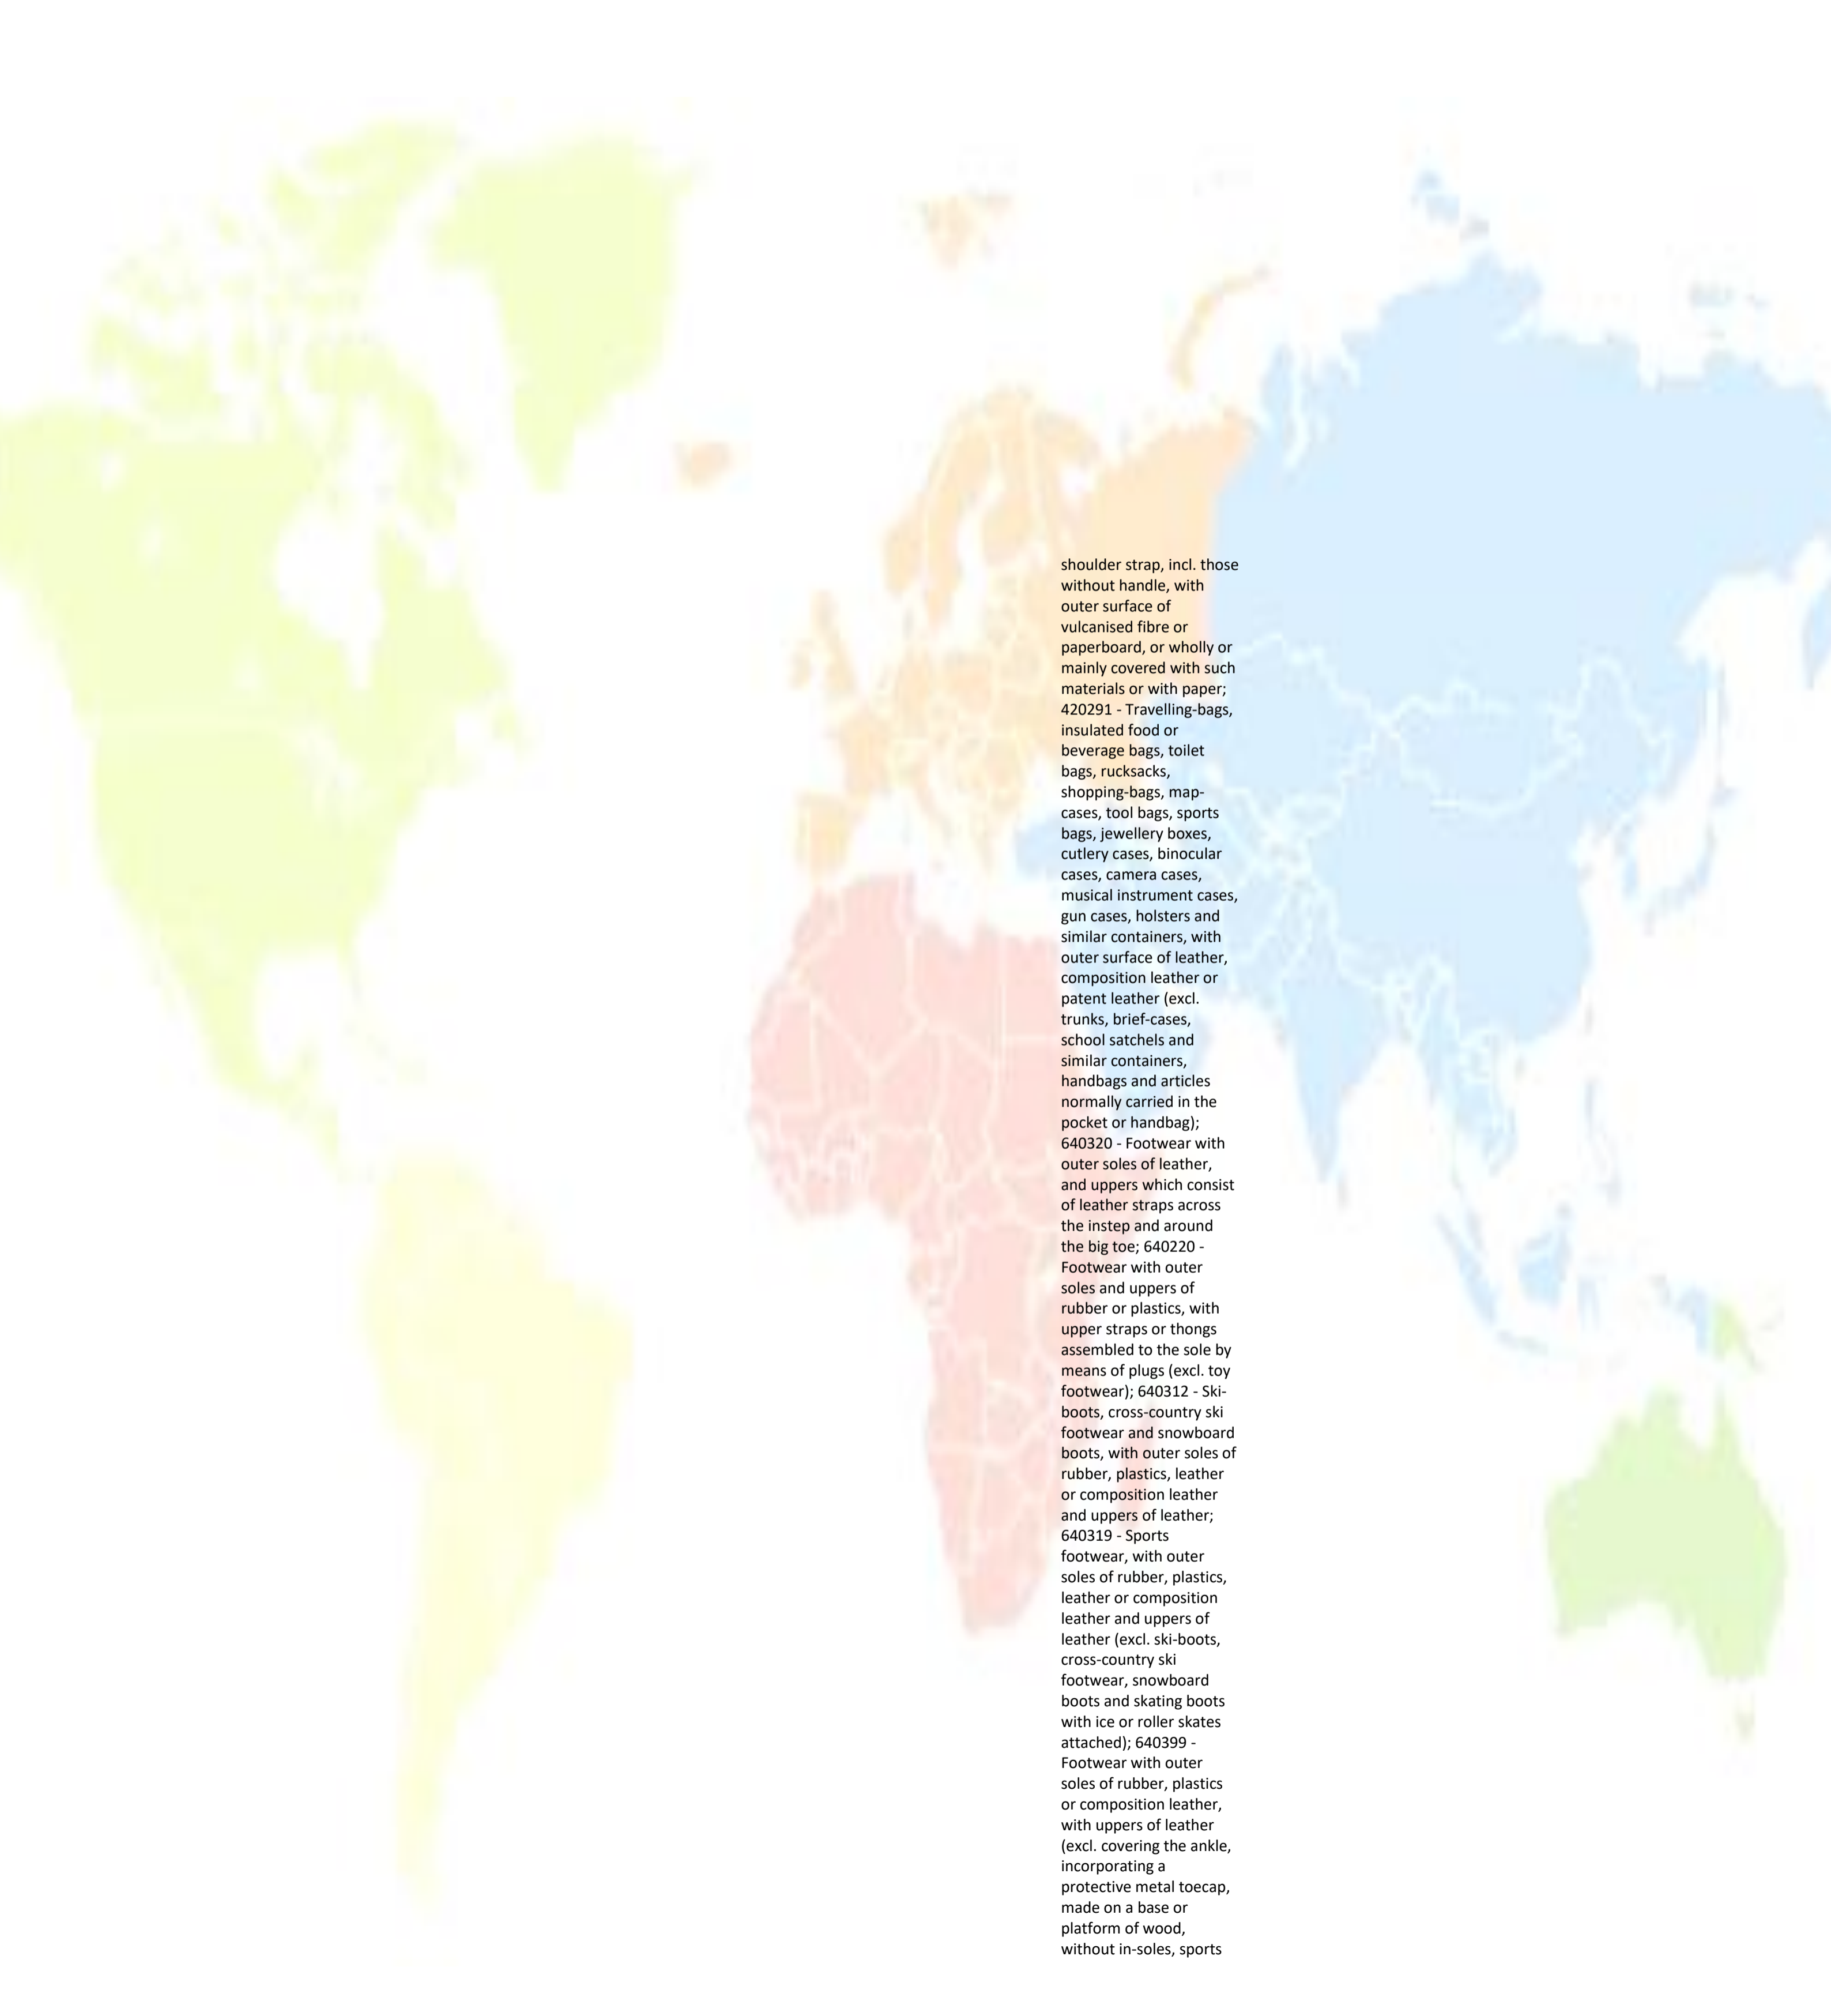 shoulder strap, incl. those
without handle, with
outer surface of
vulcanised fibre or
paperboard, or wholly or
mainly covered with such
materials or with paper;
420291 - Travelling-bags,
insulated food or
beverage bags, toilet
bags, rucksacks,
shopping-bags, map-
cases, tool bags, sports
bags, jewellery boxes,
cutlery cases, binocular
cases, camera cases,
musical instrument cases,
gun cases, holsters and
similar containers, with
outer surface of leather,
composition leather or
patent leather (excl.
trunks, brief-cases,
school satchels and
similar containers,
handbags and articles
normally carried in the
pocket or handbag);
640320 - Footwear with
outer soles of leather,
and uppers which consist
of leather straps across
the instep and around
the big toe; 640220 -
Footwear with outer
soles and uppers of
rubber or plastics, with
upper straps or thongs
assembled to the sole by
means of plugs (excl. toy
footwear); 640312 - Ski-
boots, cross-country ski
footwear and snowboard
boots, with outer soles of
rubber, plastics, leather
or composition leather
and uppers of leather;
640319 - Sports
footwear, with outer
soles of rubber, plastics,
leather or composition
leather and uppers of
leather (excl. ski-boots,
cross-country ski
footwear, snowboard
boots and skating boots
with ice or roller skates
attached); 640399 -
Footwear with outer
soles of rubber, plastics
or composition leather,
with uppers of leather
(excl. covering the ankle,
incorporating a
protective metal toecap,
made on a base or
platform of wood,
without in-soles, sports